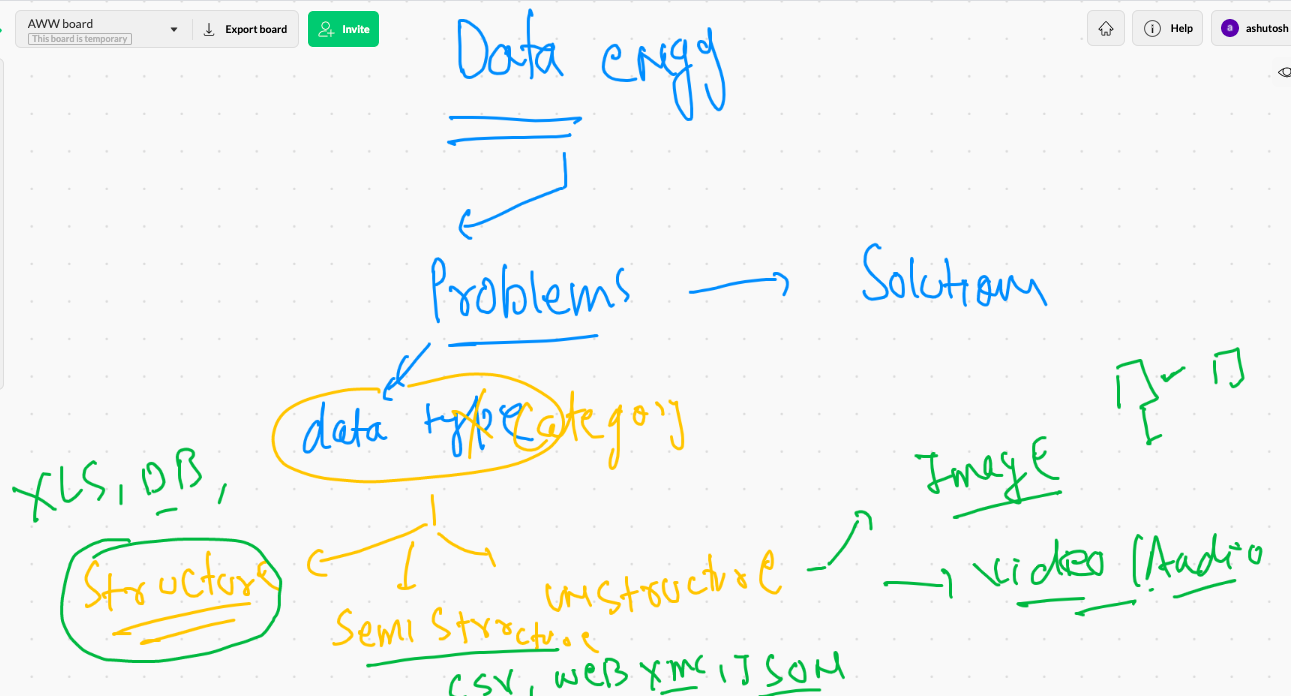 AWW board
This board is temporary
Export board
Invite
Help
a ashutosh
Data engg
Problems
Solution
data type Category
XLS, DB,
Image
Structure
Semi Structure
unstructure
video / Audio
CSV, WEB XML, JSON